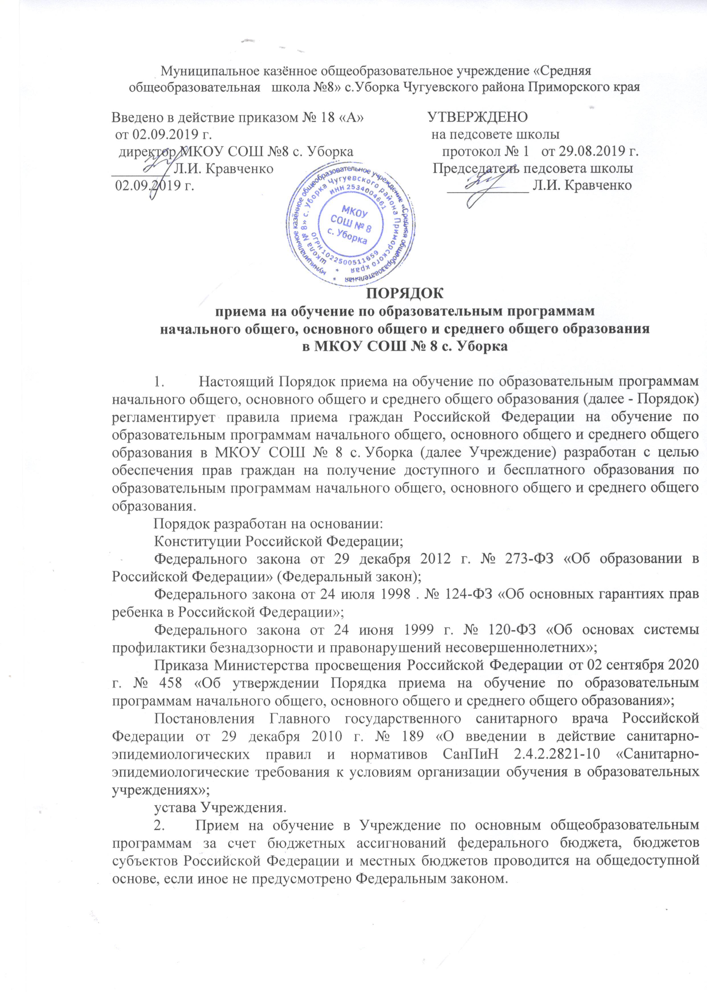 Муниципальное казённое общеобразовательное учреждение «Средняя
общеобразовательная школа №8» с.Уборка Чугуевского района Приморского края
Введено в действие приказом № 18 «А»
от 02.09.2019 г.
директор МКОУ СОШ №8 с. Уборка
________ Л.И. Кравченко
02.09.2019 г.
УТВЕРЖДЕНО
на педсовете школы
протокол № 1 от 29.08.2019 г.
Председатель педсовета школы
___________ Л.И. Кравченко
муниципальное казённое общеобразовательное учреждение «Средняя общеобразовательная *
школа № 8» с. Уборка Чугуевского района Приморского края *
ИНН 2534004661
ОГРН 1022500511659
МКОУ
СОШ № 8
с. Уборка
ПОРЯДОК
приема на обучение по образовательным программам
начального общего, основного общего и среднего общего образования
в МКОУ СОШ № 8 с. Уборка
1. Настоящий Порядок приема на обучение по образовательным программам
начального общего, основного общего и среднего общего образования (далее - Порядок)
регламентирует правила приема граждан Российской Федерации на обучение по
образовательным программам начального общего, основного общего и среднего общего
образования в МКОУ СОШ № 8 с. Уборка (далее Учреждение) разработан с целью
обеспечения прав граждан на получение доступного и бесплатного образования по
образовательным программам начального общего, основного общего и среднего общего
образования.
Порядок разработан на основании:
Конституции Российской Федерации;
Федерального закона от 29 декабря 2012 г. № 273-ФЗ «Об образовании в
Российской Федерации» (Федеральный закон);
Федерального закона от 24 июля 1998 . № 124-ФЗ «Об основных гарантиях прав
ребенка в Российской Федерации»;
Федерального закона от 24 июня 1999 г. № 120-ФЗ «Об основах системы
профилактики безнадзорности и правонарушений несовершеннолетних»;
Приказа Министерства просвещения Российской Федерации от 02 сентября 2020
г. № 458 «Об утверждении Порядка приема на обучение по образовательным
программам начального общего, основного общего и среднего общего образования»;
Постановления Главного государственного санитарного врача Российской
Федерации от 29 декабря 2010 г. № 189 «О введении в действие санитарно-
эпидемиологических правил и нормативов СанПиН 2.4.2.2821-10 «Санитарно-
эпидемиологические требования к условиям организации обучения в образовательных
учреждениях»;
устава Учреждения.
2. Прием на обучение в Учреждение по основным общеобразовательным
программам за счет бюджетных ассигнований федерального бюджета, бюджетов
субъектов Российской Федерации и местных бюджетов проводится на общедоступной
основе, если иное не предусмотрено Федеральным законом.